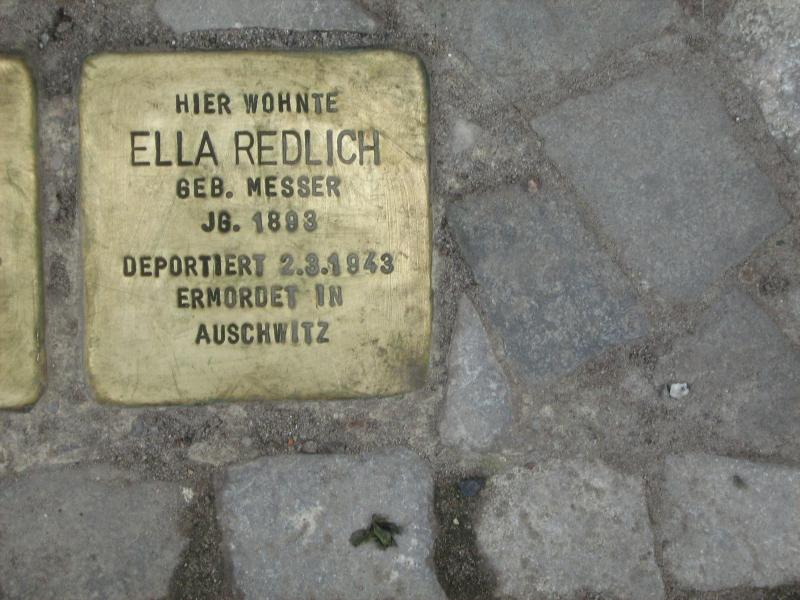 HIER WOHNTE
ELLA REDLICH
GEB. MESSER
JG. 1893
DEPORTIERT 2.3.1943
ERMORDET IN
AUSCHWITZ